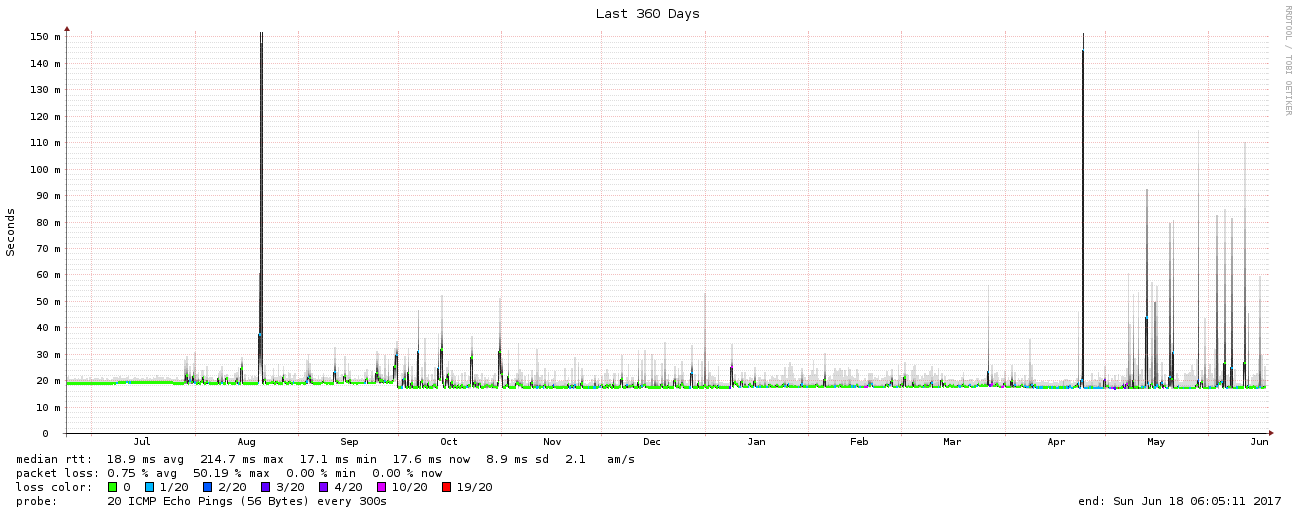 Last 360 Days
RRDTOOL / TOBI OETIKER
Seconds
150 m
140 m
130 m
120 m
110 m
100 m
90 m
80 m
70 m
60 m
50 m
40 m
30 m
20 m
10 m
0
Jul Aug Sep Oct Nov Dec Jan Feb Mar Apr May Jun
median rtt: 18.9 ms avg 214.7 ms max 17.1 ms min 17.6 ms now 8.9 ms sd 2.1 am/s
packet loss: 0.75 % avg 50.19 % max 0.00 % min 0.00 % now
loss color: 0 1/20 2/20 3/20 4/20 10/20 19/20
probe: 20 ICMP Echo Pings (56 Bytes) every 300s end: Sun Jun 18 06:05:11 2017